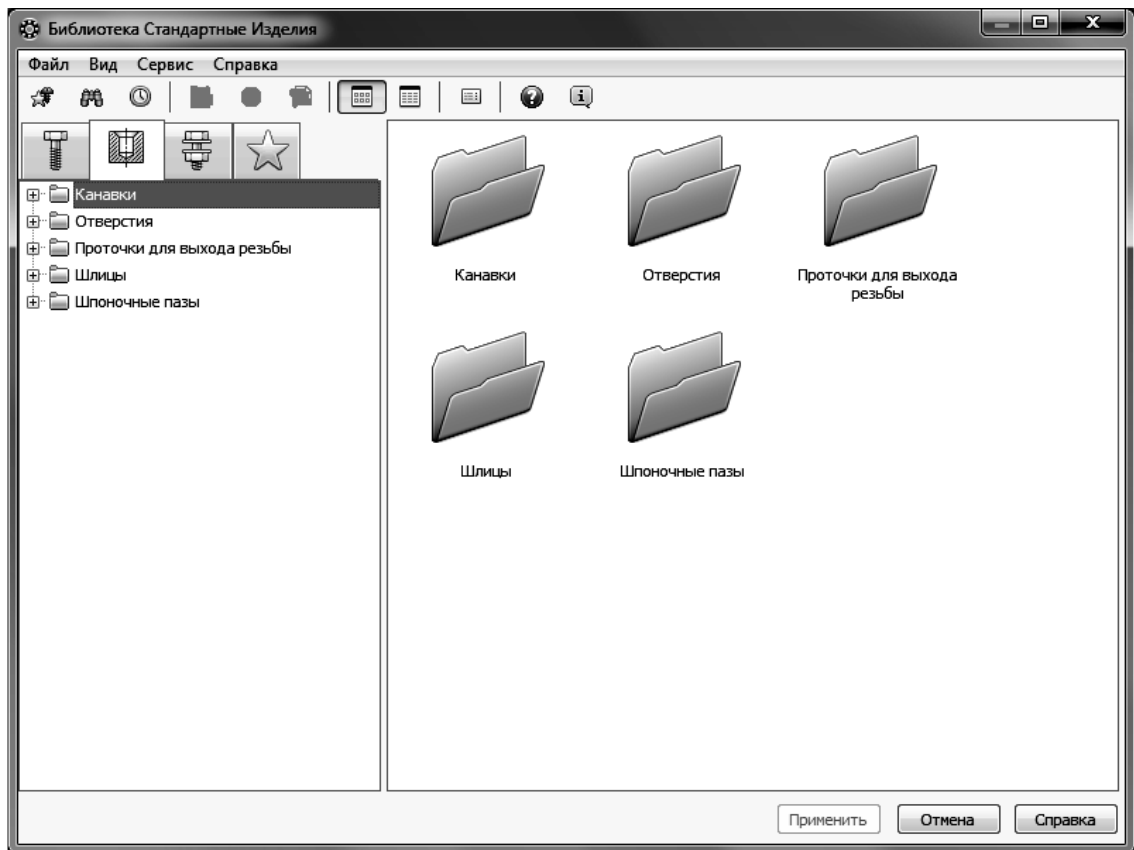 Библиотека Стандартные Изделия
Файл Вид Сервис Справка
Канавки
Отверстия
Проточки для выхода резьбы
Шлицы
Шпоночные пазы
Канавки
Отверстия
Проточки для выхода
резьбы
Шлицы
Шпоночные пазы
Применить Отмена Справка